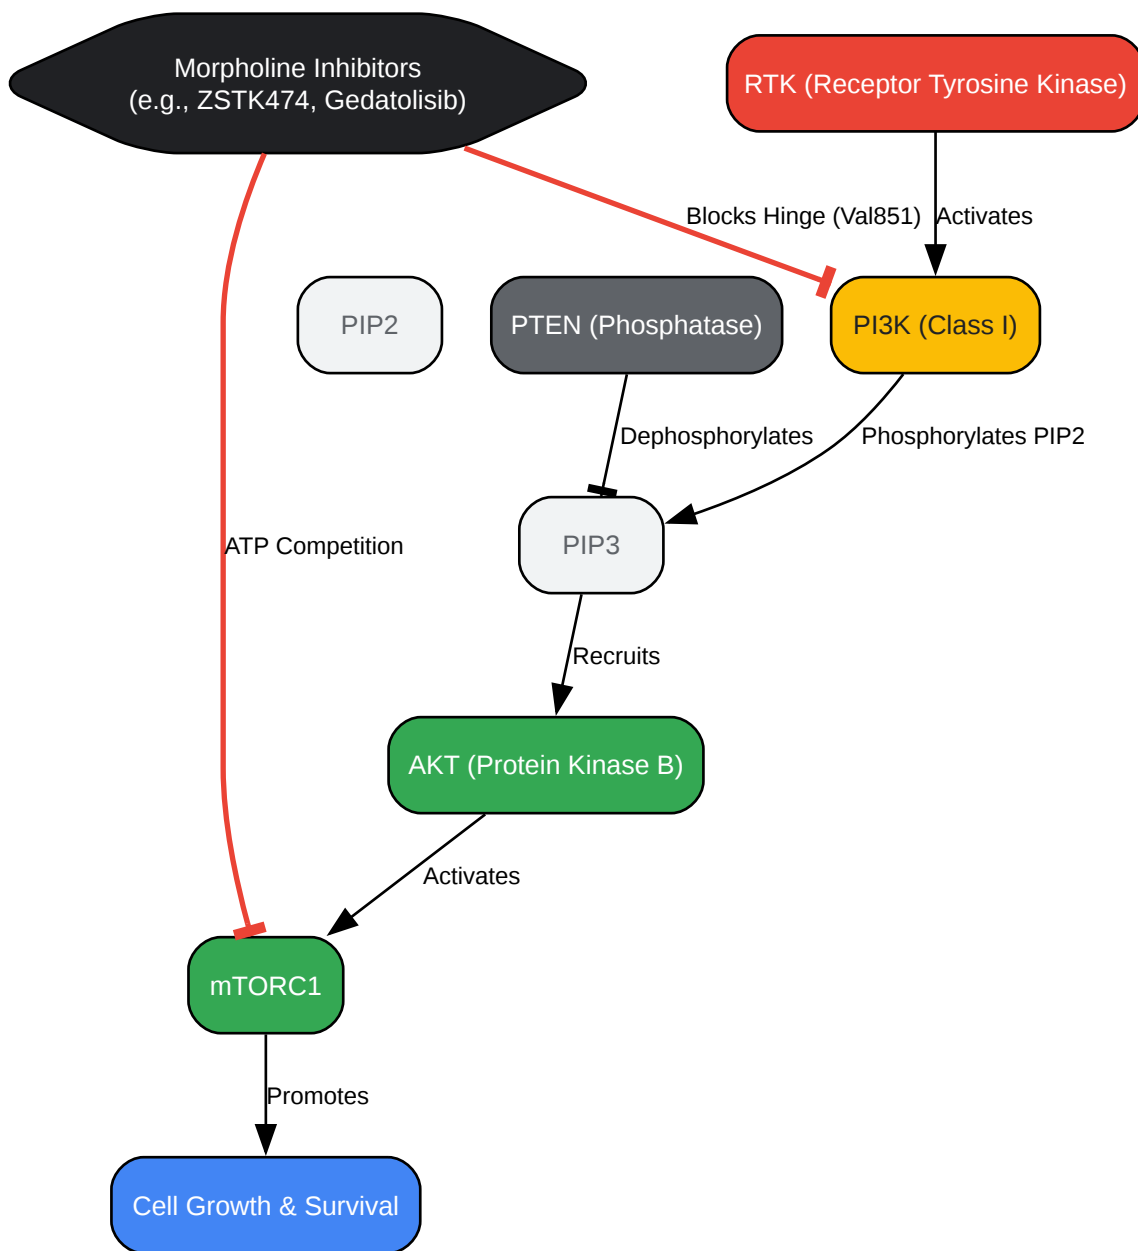 Morpholine Inhibitors
(e.g., ZSTK474, Gedatolisib)
RTK (Receptor Tyrosine Kinase)
Blocks Hinge (Val851)
Activates
PIP2
PTEN (Phosphatase)
PI3K (Class I)
Dephosphorylates
Phosphorylates PIP2
ATP Competition
PIP3
Recruits
AKT (Protein Kinase B)
Activates
mTORC1
Promotes
Cell Growth & Survival